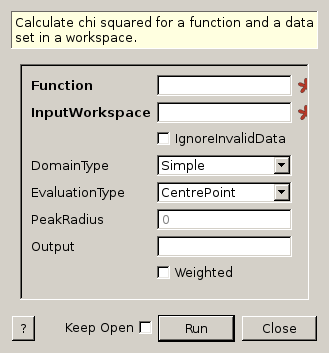 Calculate chi squared for a function and a data
set in a workspace.
Function
InputWorkspace
IgnoreInvalidData
DomainType Simple
EvaluationType CentrePoint
PeakRadius 0
Output
Weighted
? Keep Open Run Close